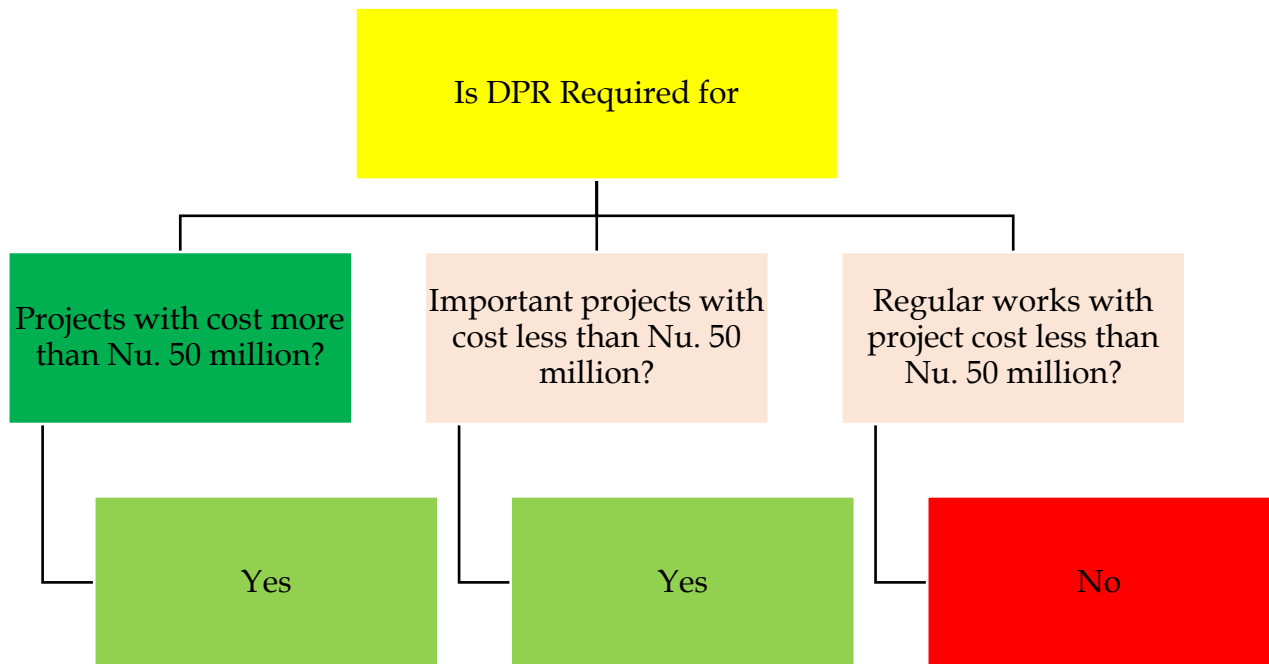 Is DPR Required for
Projects with cost more
than Nu. 50 million?
Important projects with
cost less than Nu. 50
million?
Regular works with
project cost less than
Nu. 50 million?
Yes
Yes
No